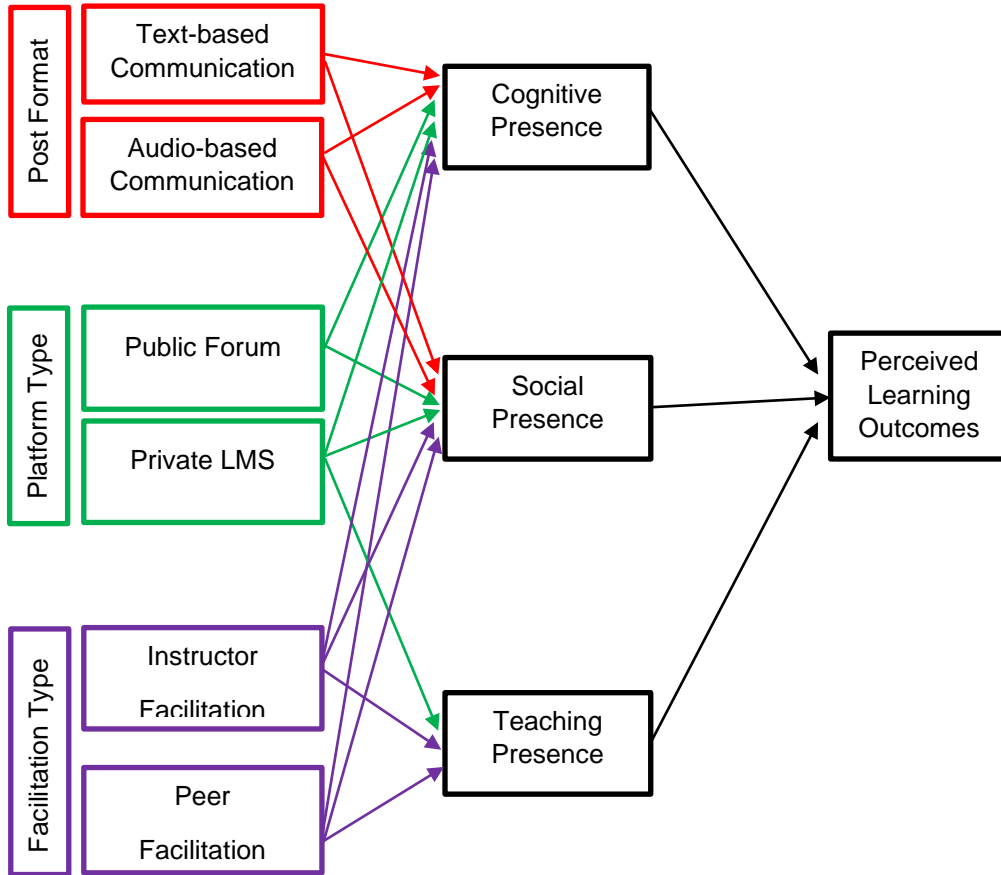 Post Format
Text-based
Communication
Audio-based
Communication
Platform Type
Public Forum
Private LMS
Facilitation Type
Instructor
Facilitation
Peer
Facilitation
Cognitive
Presence
Social
Presence
Teaching
Presence
Perceived
Learning
Outcomes